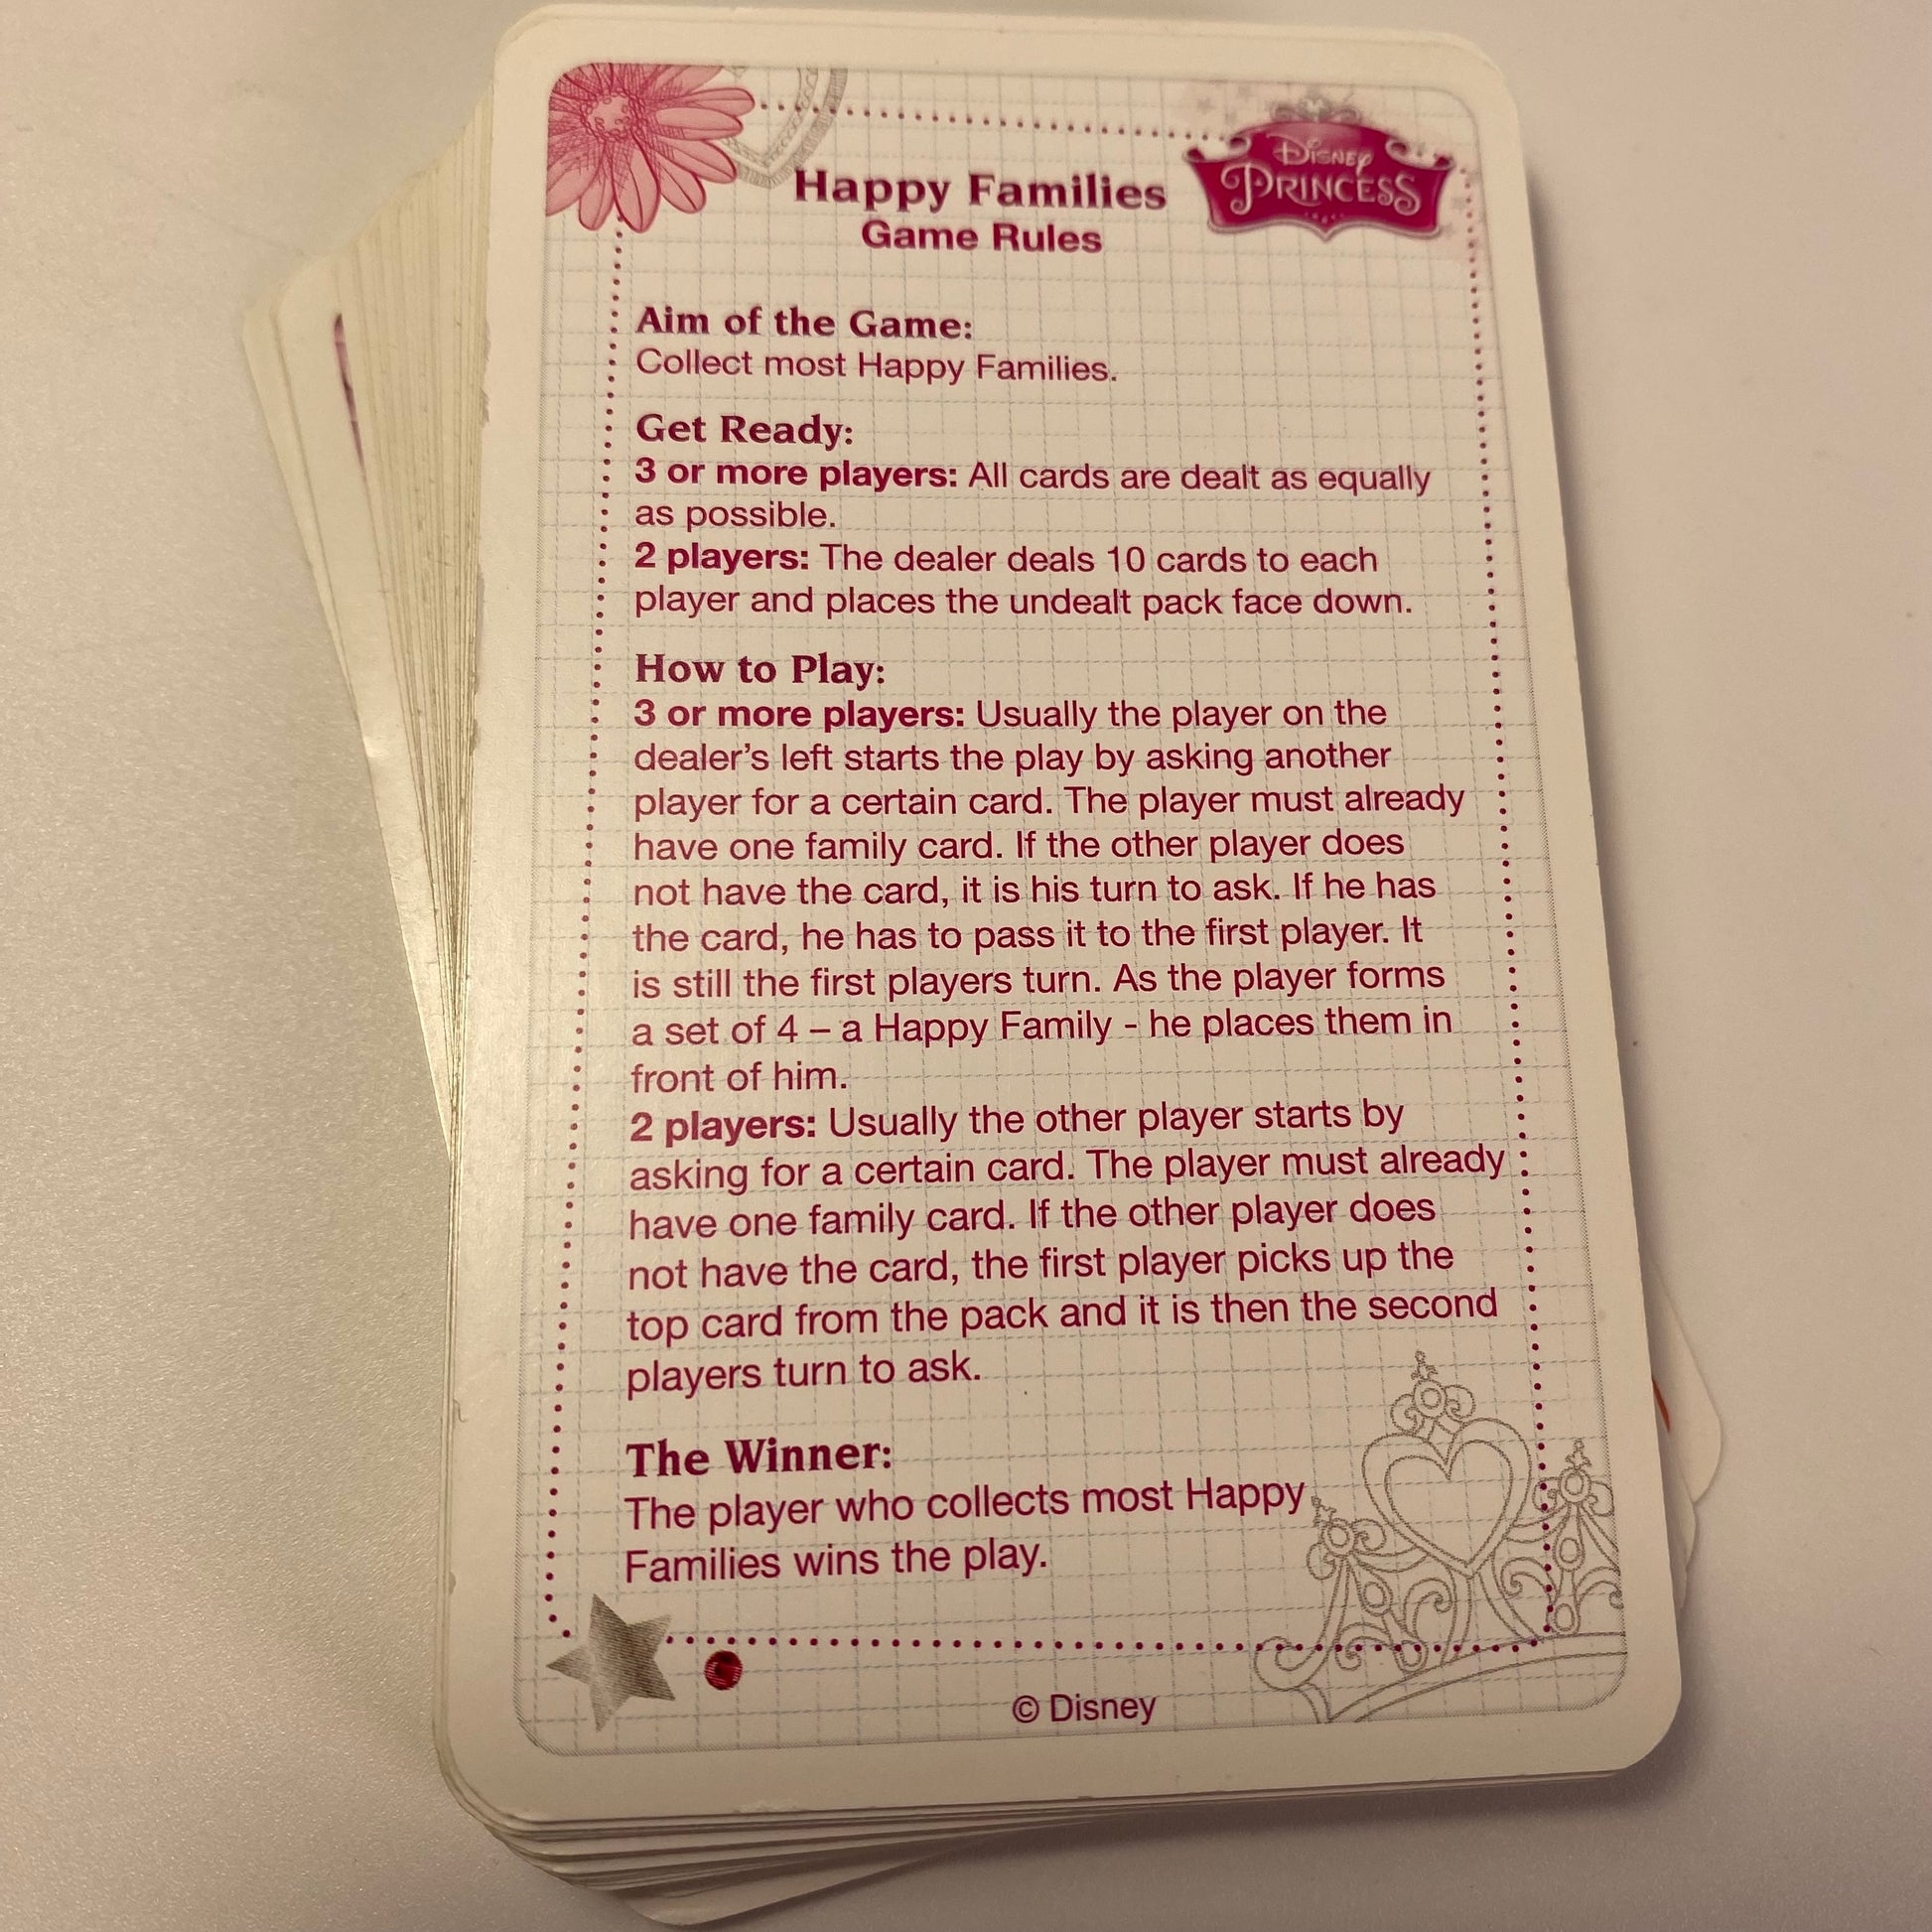 Happy Families
Game Rules
Disney
Princess
Aim of the Game:
Collect most Happy Families.
Get Ready:
3 or more players: All cards are dealt as equally
as possible.
2 players: The dealer deals 10 cards to each
player and places the undealt pack face down.
How to Play:
3 or more players: Usually the player on the
dealer’s left starts the play by asking another
player for a certain card. The player must already
have one family card. If the other player does
not have the card, it is his turn to ask. If he has
the card, he has to pass it to the first player. It
is still the first players turn. As the player forms
a set of 4 – a Happy Family - he places them in
front of him.
2 players: Usually the other player starts by
asking for a certain card. The player must already
have one family card. If the other player does
not have the card, the first player picks up the
top card from the pack and it is then the second
players turn to ask.
The Winner:
The player who collects most Happy
Families wins the play.
© Disney